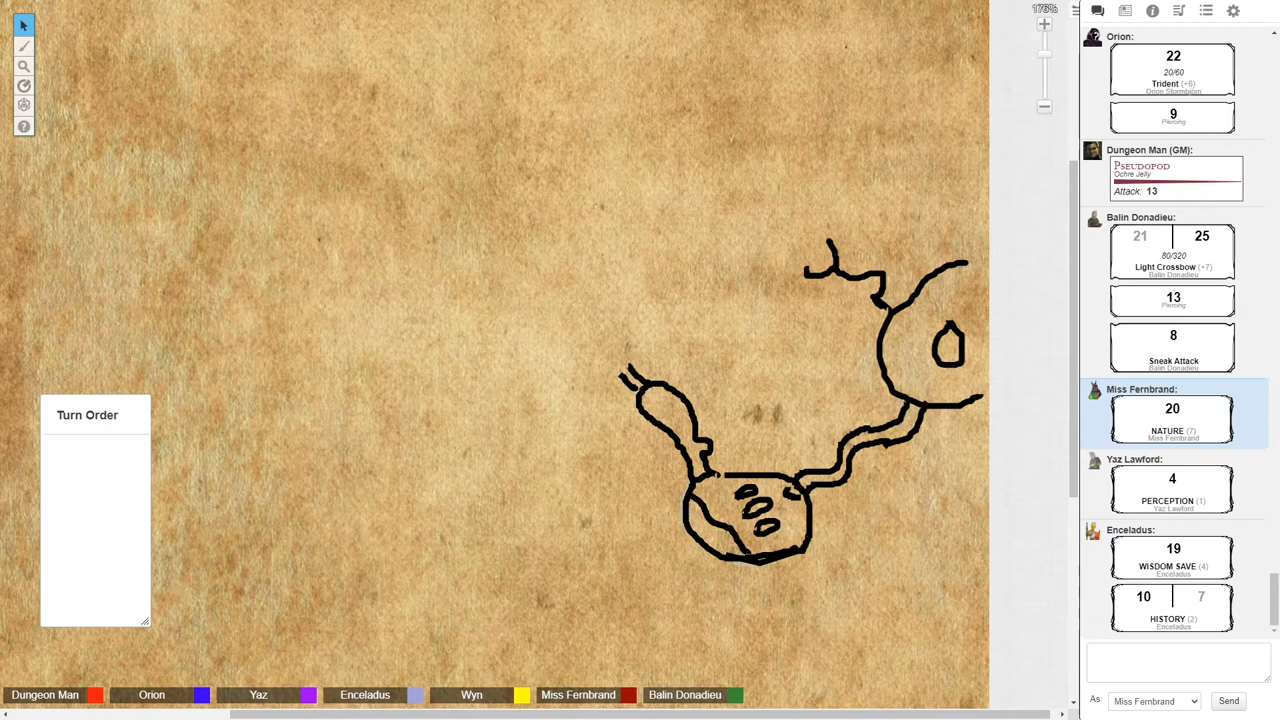 176%
Orion:
22
20/60
Trident (+6)
Orion Stormborn
9
Piercing
Dungeon Man (GM):
Pseudopod
Ochre Jelly
Attack: 13
Balin Donadieu:
21 25
80/320
Light Crossbow (+7)
Balin Donadieu
13
Piercing
8
Sneak Attack
Balin Donadieu
Miss Fernbrand:
20
NATURE (7)
Miss Fernbrand
Yaz Lawford:
4
PERCEPTION (1)
Yaz Lawford
Enceladus:
19
WISDOM SAVE (4)
Enceladus
10 7
HISTORY (2)
Enceladus
Turn Order
Dungeon Man Orion Yaz Enceladus Wyn Miss Fernbrand Balin Donadieu
As: Miss Fernbrand Send